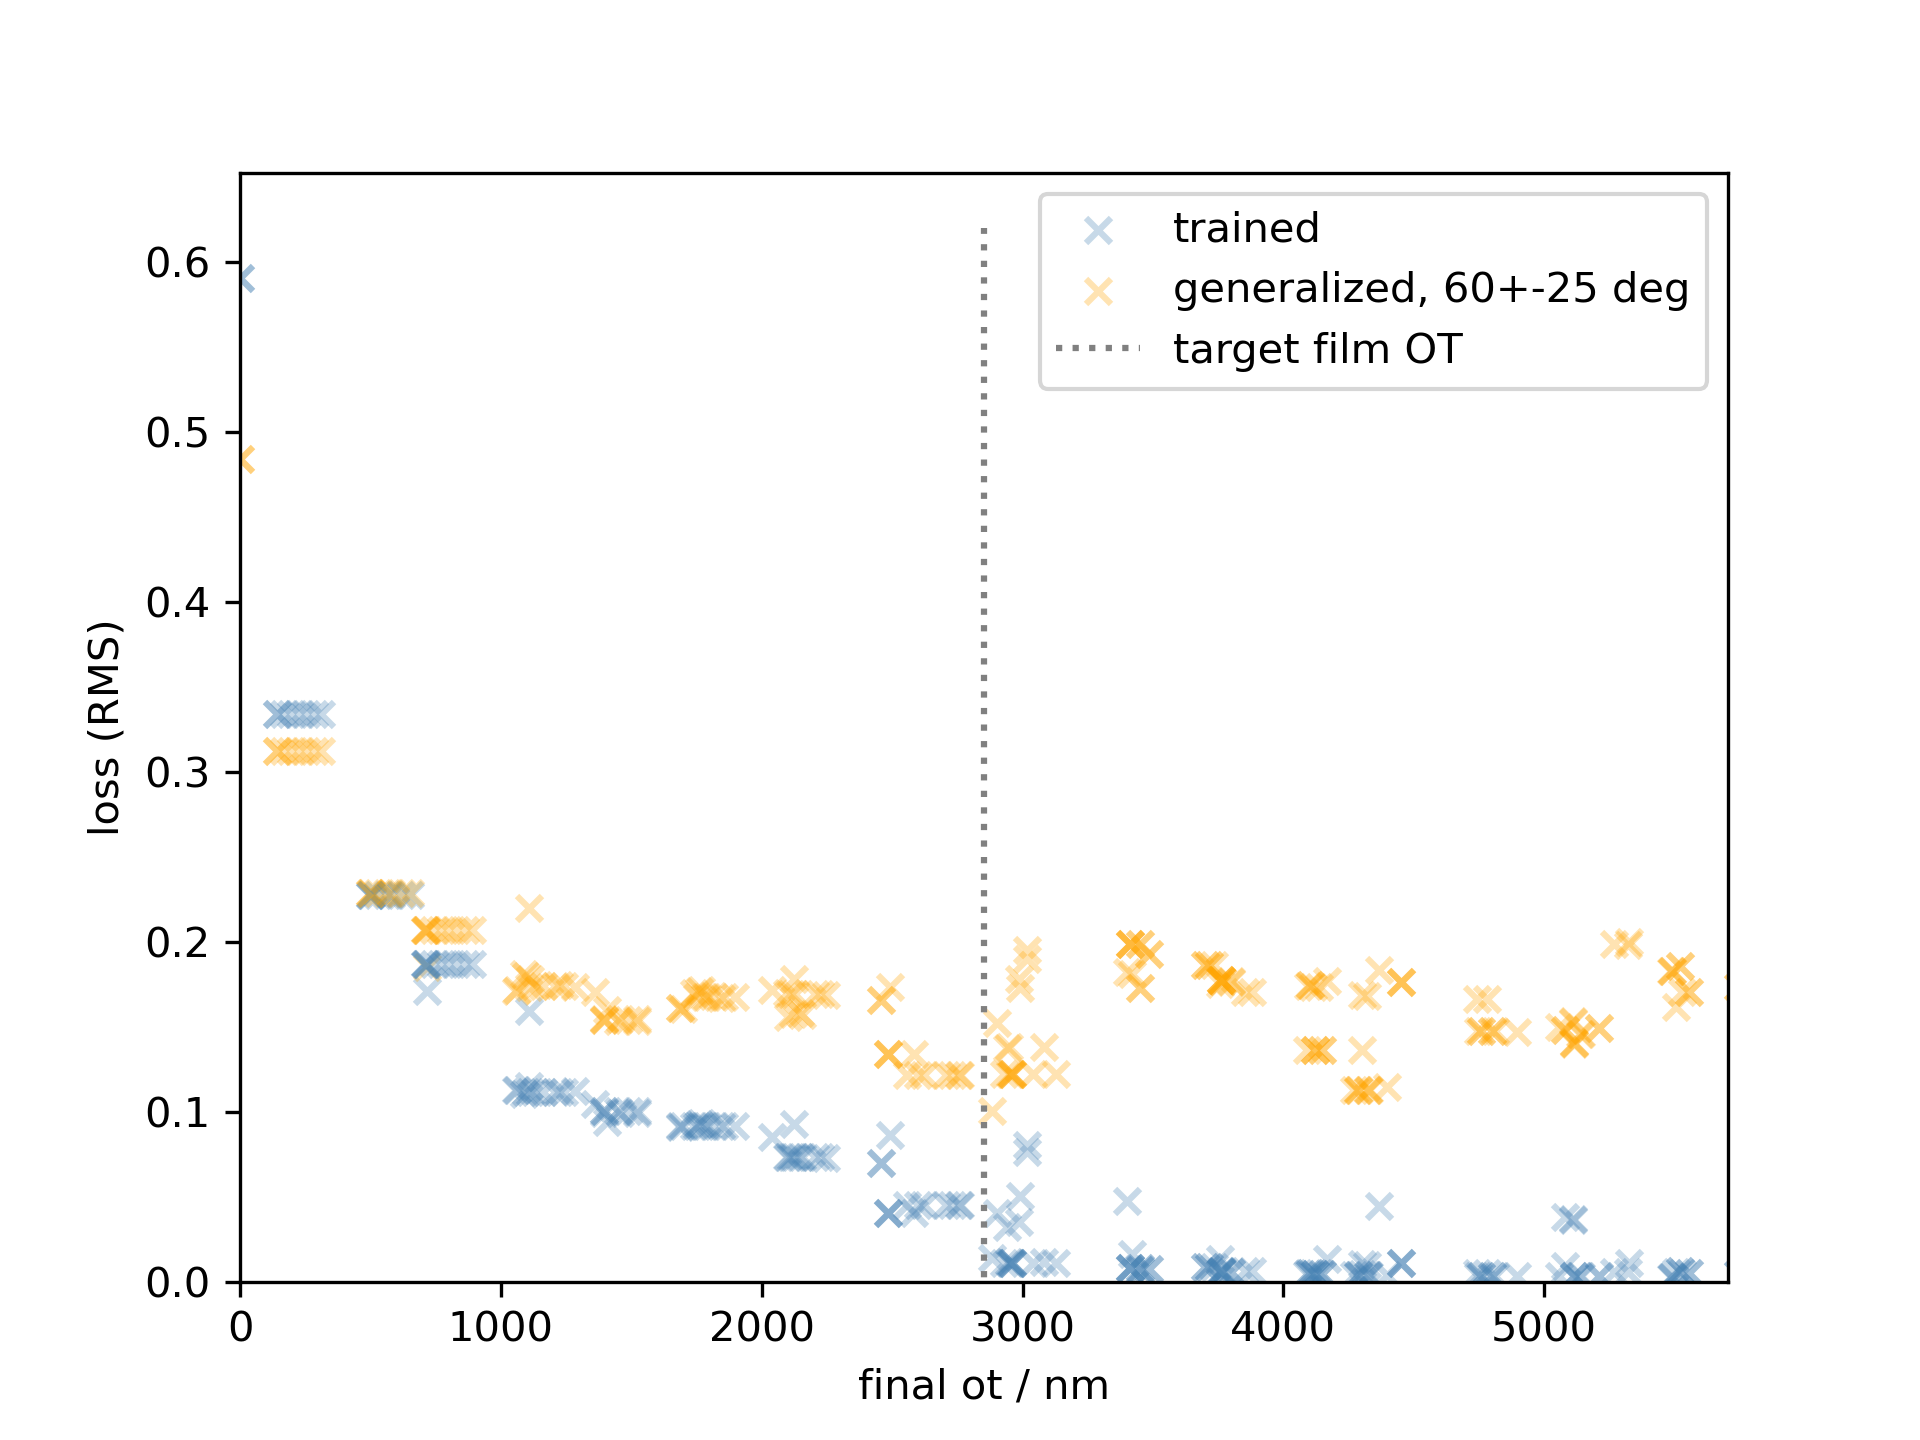 trained
generalized, 60+-25 deg
target film OT
0.6
0.5
0.4
0.3
0.2
0.1
0.0
loss (RMS)
0 1000 2000 3000 4000 5000
final ot / nm